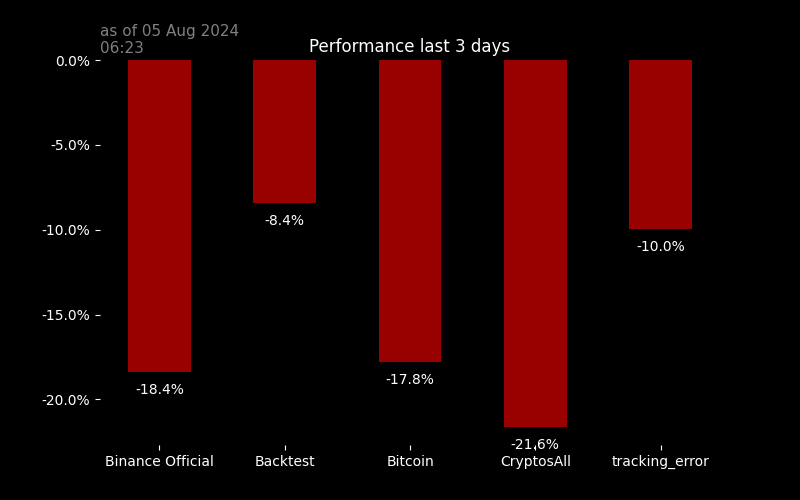 as of 05 Aug 2024
06:23
Performance last 3 days
0.0%
-5.0%
-10.0%
-15.0%
-20.0%
-18.4%
-8.4%
-17.8%
-21.6%
-10.0%
Binance Official
Backtest
Bitcoin
CryptosAll
tracking_error